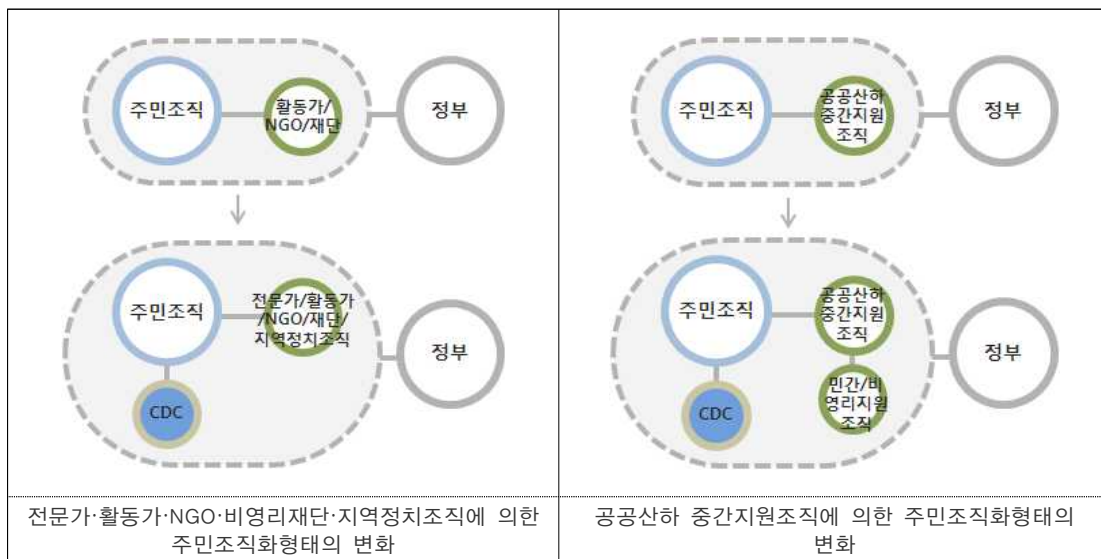 주민조직
활동가/
NGO/재단
정부
주민조직
전문가/활동가
/NGO/재단/
지역정치조직
정부
CDC
전문가·활동가·NGO·비영리재단·지역정치조직에 의한
주민조직화형태의 변화
주민조직
공공산하
중간지원
조직
정부
주민조직
공공산하
중간지원
조직
정부
민간/비
영리지원
조직
CDC
공공산하 중간지원조직에 의한 주민조직화형태의
변화